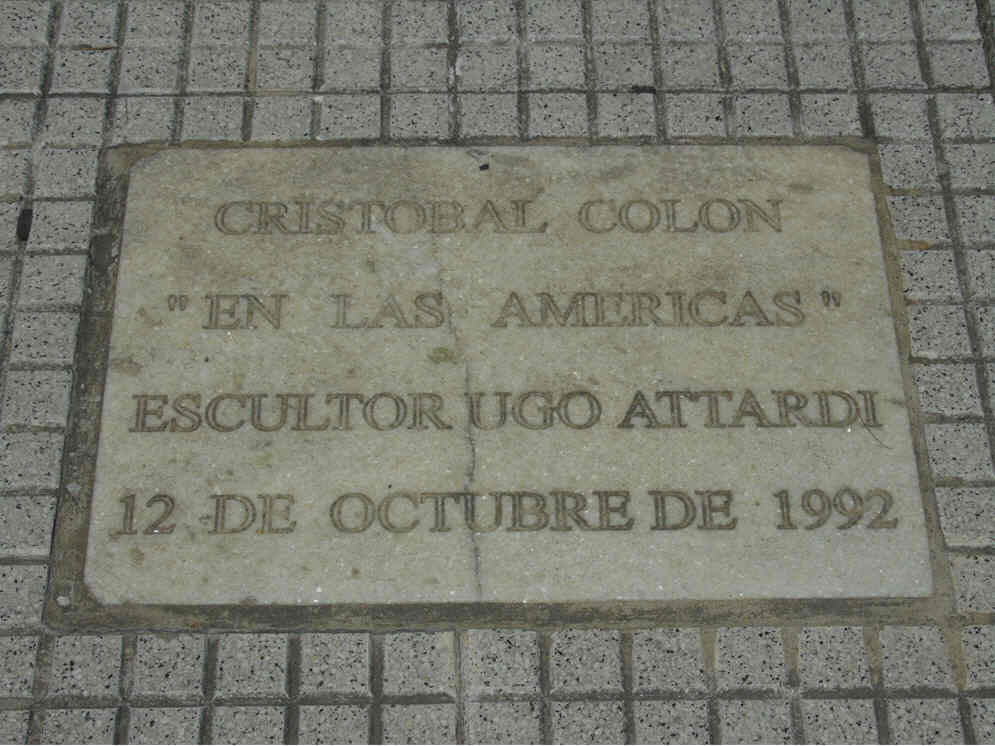 CRISTOBAL COLON
"EN LAS AMERICAS"
ESCULTOR UGO ATTARDI
12 DE OCTUBRE DE 1992